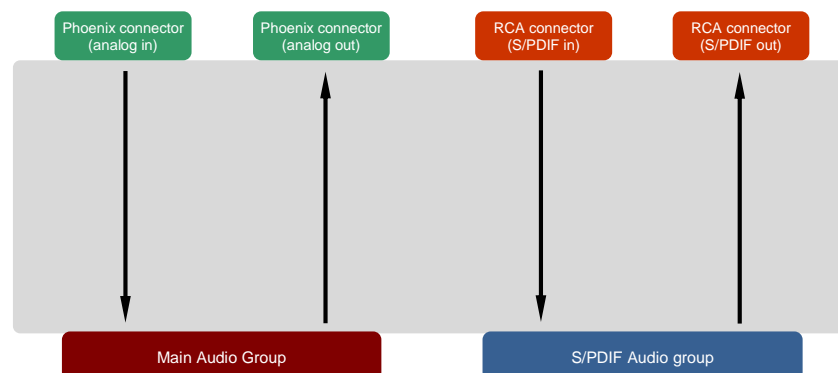 Phoenix connector
(analog in)
Phoenix connector
(analog out)
RCA connector
(S/PDIF in)
RCA connector
(S/PDIF out)
Main Audio Group
S/PDIF Audio group